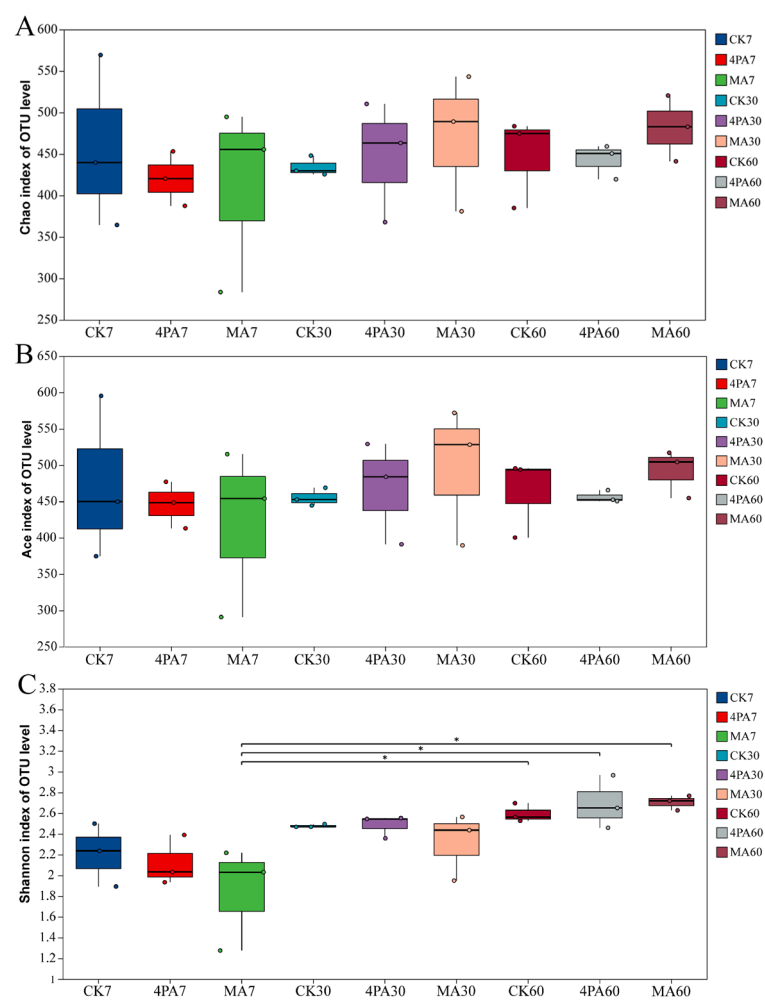 A
Chao index of OTU level
600
550
500
450
400
350
300
250
CK7 4PA7 MA7 CK30 4PA30 MA30 CK60 4PA60 MA60
CK7
4PA7
MA7
CK30
4PA30
MA30
CK60
4PA60
MA60
B
Ace index of OTU level
650
600
550
500
450
400
350
300
250
CK7 4PA7 MA7 CK30 4PA30 MA30 CK60 4PA60 MA60
CK7
4PA7
MA7
CK30
4PA30
MA30
CK60
4PA60
MA60
C
Shannon index of OTU level
3.8
3.6
3.4
3.2
3
2.8
2.6
2.4
2.2
2
1.8
1.6
1.4
1.2
1
*
*
*
CK7 4PA7 MA7 CK30 4PA30 MA30 CK60 4PA60 MA60
CK7
4PA7
MA7
CK30
4PA30
MA30
CK60
4PA60
MA60